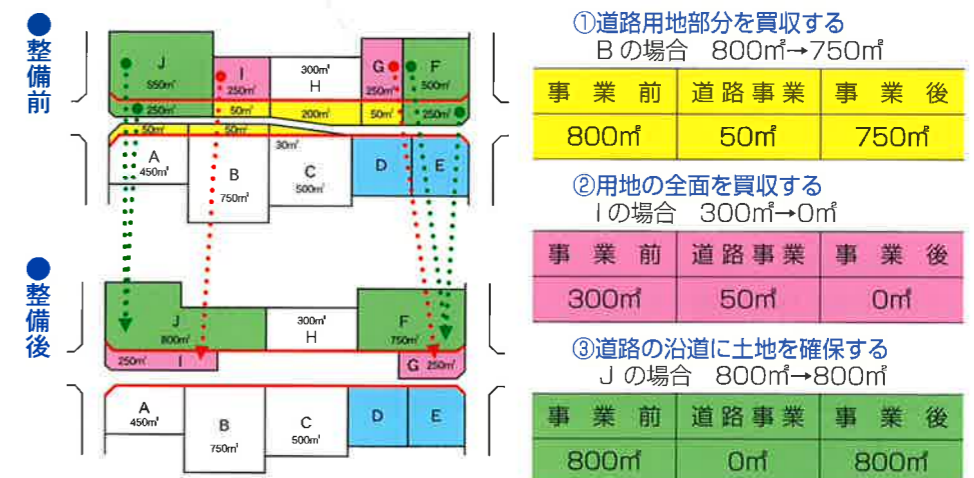 ●整備前
J
550㎡
I
250㎡
300㎡
H
G
250㎡
F
500㎡
250㎡
50㎡
200㎡
50㎡
250㎡
50㎡
50㎡
A
450㎡
B
750㎡
30㎡
C
500㎡
D
E
●整備後
J
800㎡
300㎡
H
F
750㎡
250㎡
I
G 250㎡
A
450㎡
B
750㎡
C
500㎡
D
E
①道路用地部分を買収する
Bの場合 800㎡→750㎡
事業前 道路事業 事業後
800㎡ 50㎡ 750㎡
②用地の全面を買収する
Iの場合 300㎡→0㎡
事業前 道路事業 事業後
300㎡ 50㎡ 0㎡
③道路の沿道に土地を確保する
Jの場合 800㎡→800㎡
事業前 道路事業 事業後
800㎡ 0㎡ 800㎡